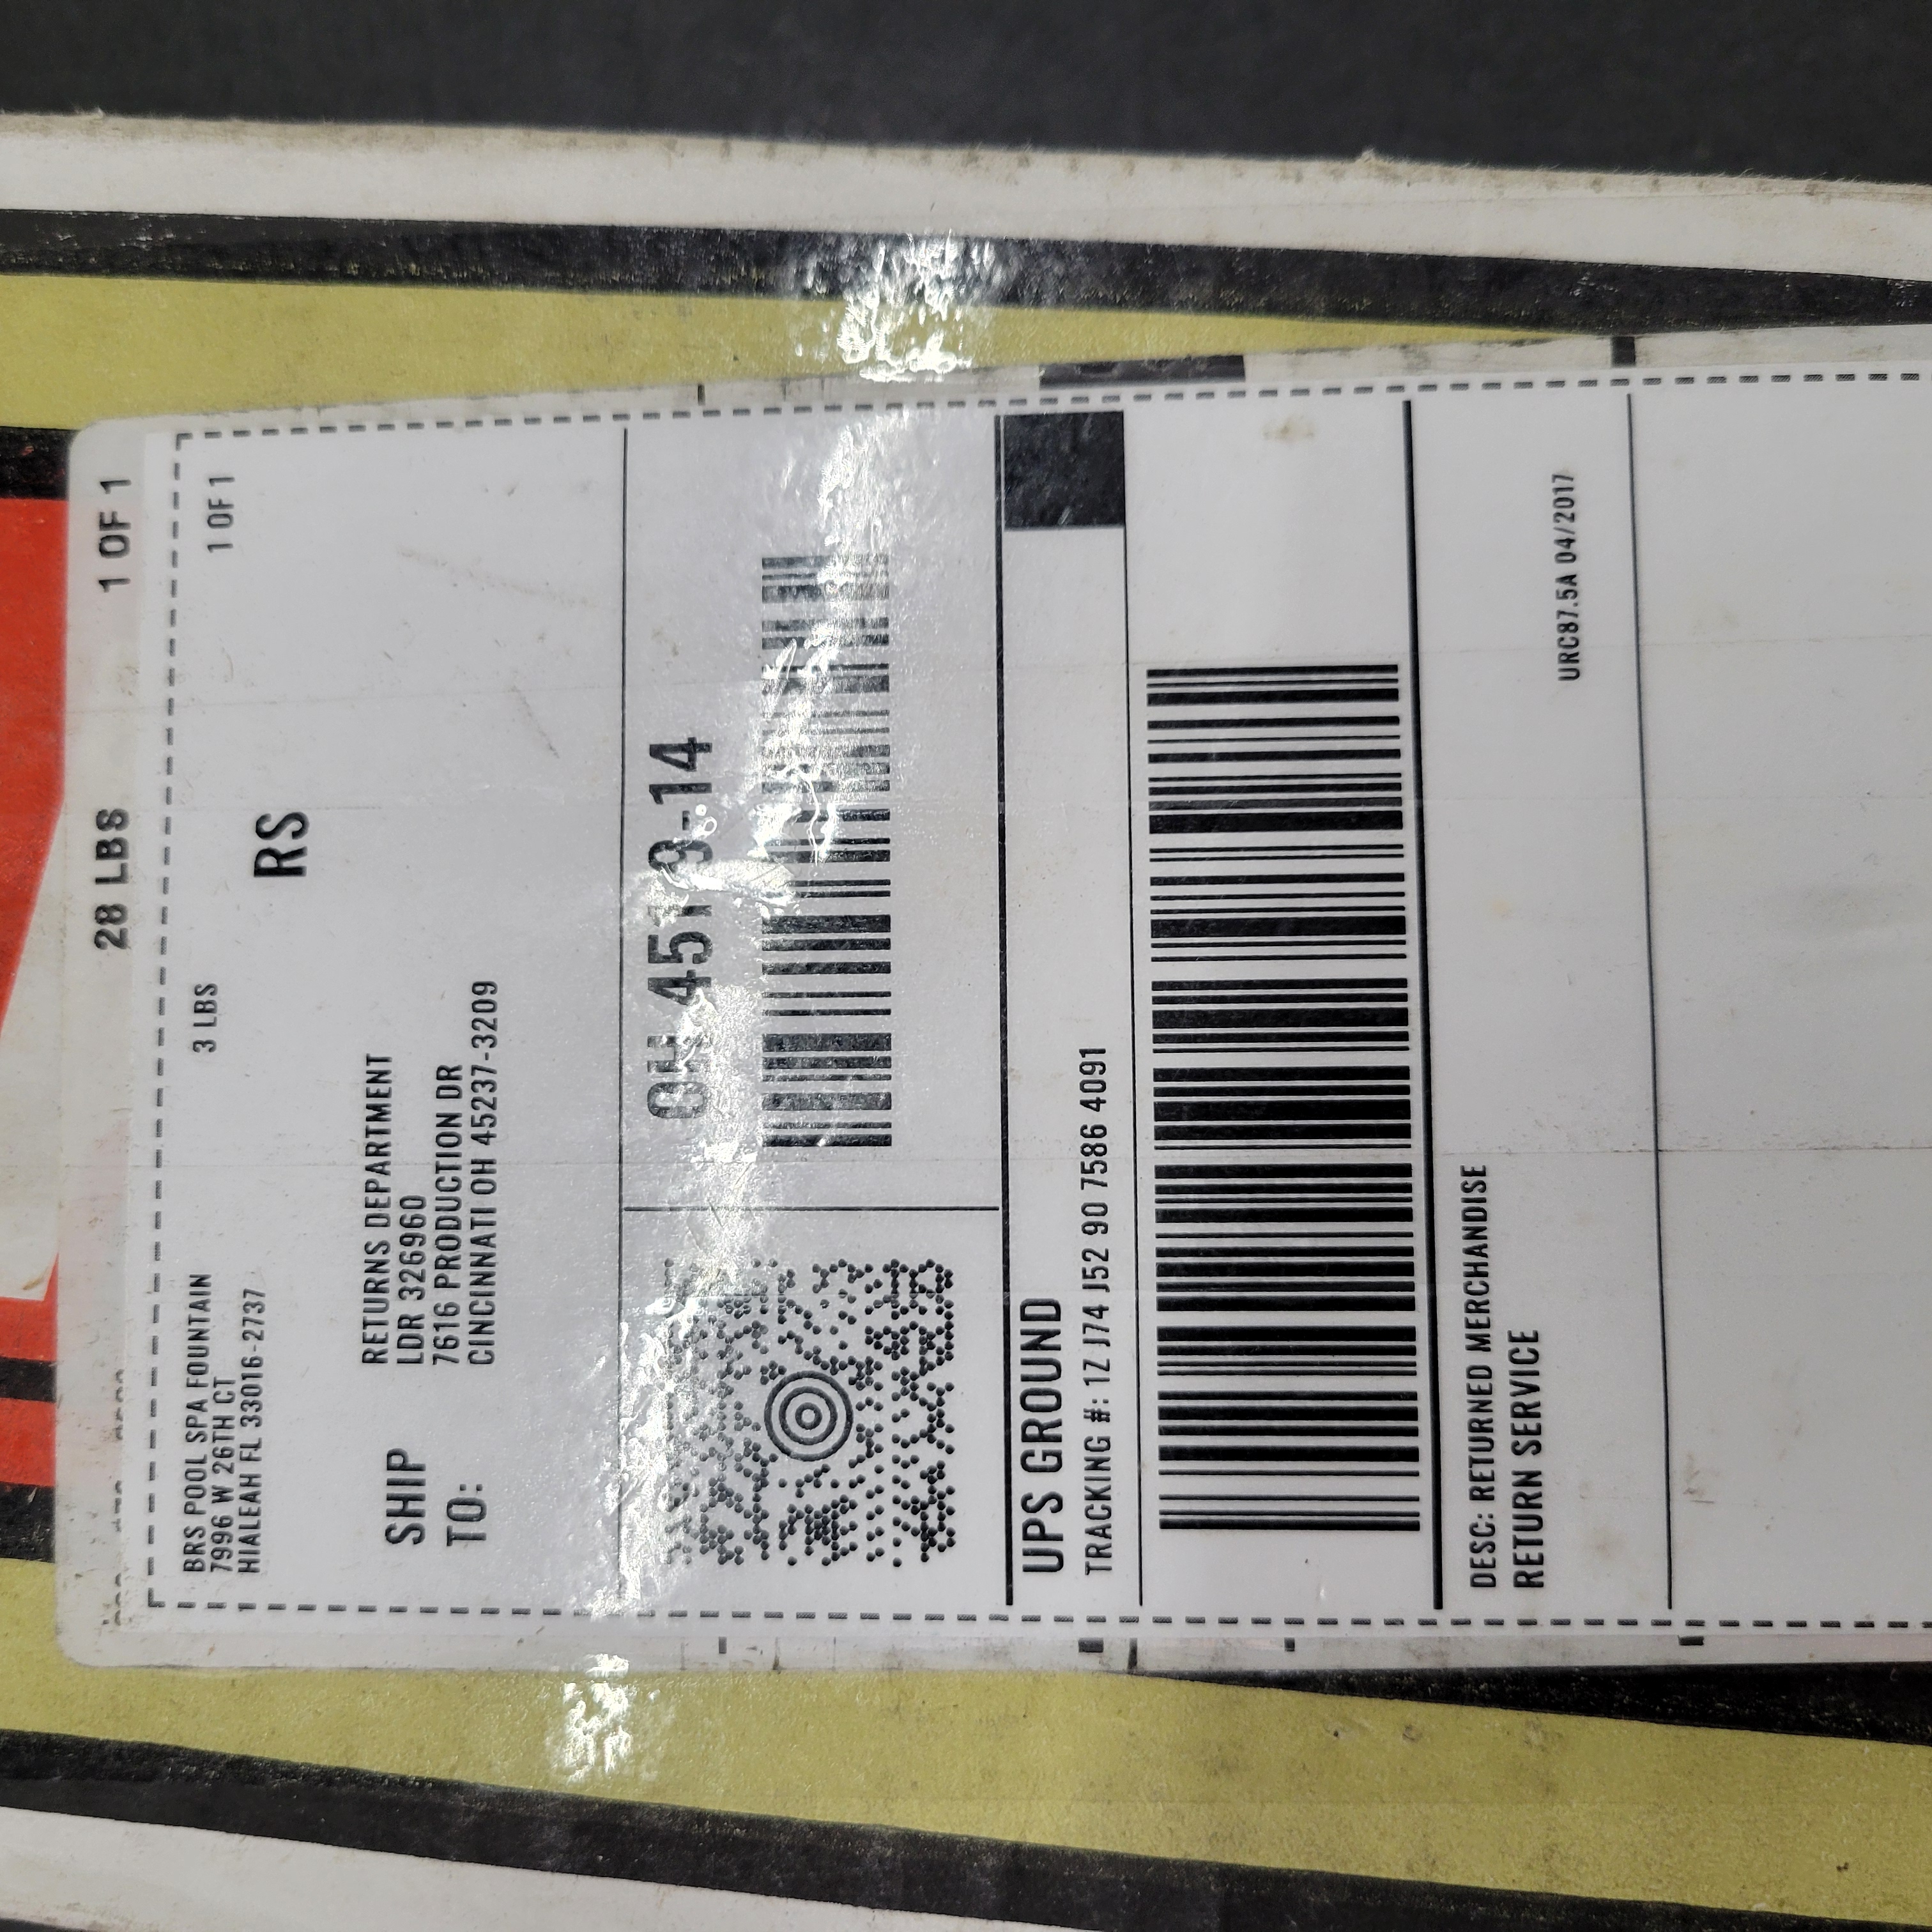 28 LBS 1 OF 1
BRS POOL SPA FOUNTAIN 3 LBS 1 OF 1
7996 W 26TH CT
HIALEAH FL 33016-2737
RS
SHIP
TO:
RETURNS DEPARTMENT
LDR 326960
7616 PRODUCTION DR
CINCINNATI OH 45237-3209
OH 451 9-14
UPS GROUND
TRACKING #: 1Z J74 J52 90 7586 4091
DESC: RETURNED MERCHANDISE
RETURN SERVICE
URC87.5A 04/2017